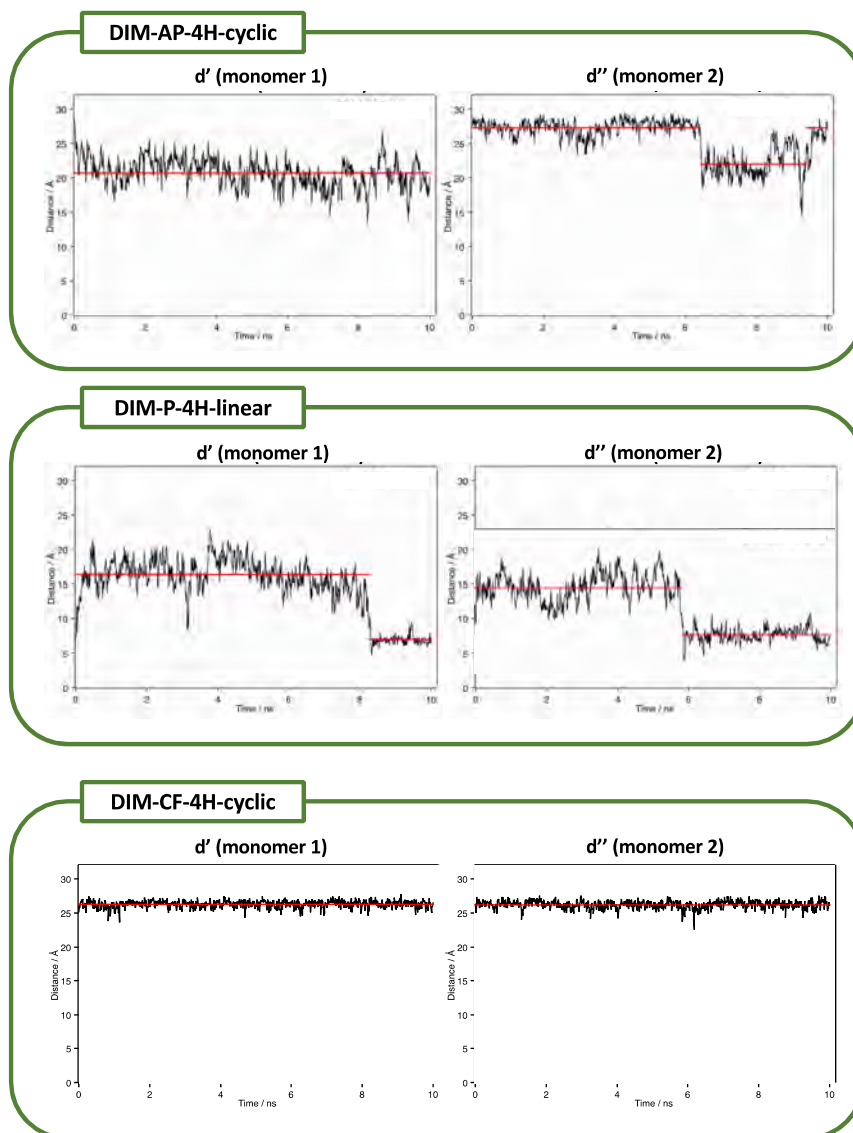 DIM-AP-4H-cyclic
d’ (monomer 1)
d’’ (monomer 2)
30
25
20
15
10
5
0
Distance / Å
0 2 4 6 8 10
Time / ns
30
25
20
15
10
5
0
Distance / Å
0 2 4 6 8 10
Time / ns
DIM-P-4H-linear
d’ (monomer 1)
d’’ (monomer 2)
30
25
20
15
10
5
0
Distance / Å
0 2 4 6 8 10
Time / ns
30
25
20
15
10
5
0
Distance / Å
0 2 4 6 8 10
Time / ns
DIM-CF-4H-cyclic
d’ (monomer 1)
d’’ (monomer 2)
30
25
20
15
10
5
0
Distance / Å
0 2 4 6 8 10
Time / ns
30
25
20
15
10
5
0
Distance / Å
0 2 4 6 8 10
Time / ns